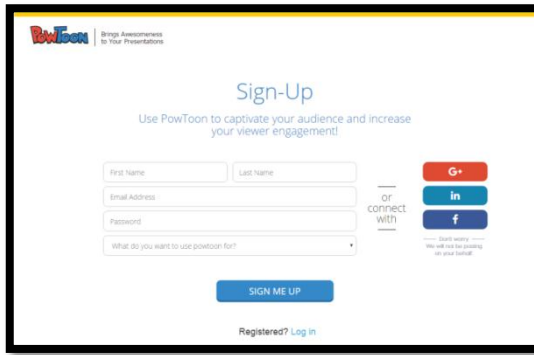 PowToon
Brings Awesomeness
to Your Presentations
Sign-Up
Use PowToon to captivate your audience and increase
your viewer engagement!
First Name
Last Name
Email Address
Password
What do you want to use powtoon for?
or
connect
with
G+
in
f
Don't worry
We will not be posting
on your behalf!
SIGN ME UP
Registered? Log in